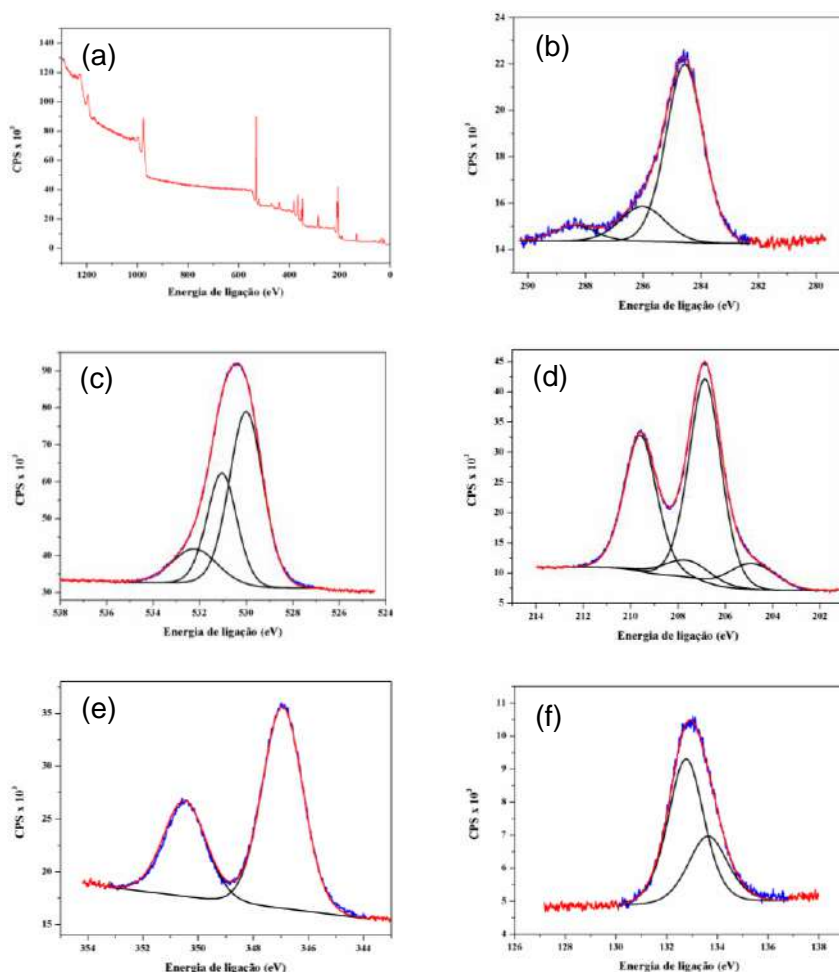 (a)
CPS x 10³
140
120
100
80
60
40
20
0
1200 1000 800 600 400 200 0
Energia de ligação (eV)
(b)
CPS x 10³
24
22
20
18
16
14
290 288 286 284 282 280
Energia de ligação (eV)
(c)
CPS x 10³
90
80
70
60
50
40
30
538 536 534 532 530 528 526 524
Energia de ligação (eV)
(d)
CPS x 10³
45
40
35
30
25
20
15
10
5
214 212 210 208 206 204 202
Energia de ligação (eV)
(e)
CPS x 10³
35
30
25
20
15
354 352 350 348 346 344
Energia de ligação (eV)
(f)
CPS x 10³
11
10
9
8
7
6
5
4
126 128 130 132 134 136 138
Energia de ligação (eV)